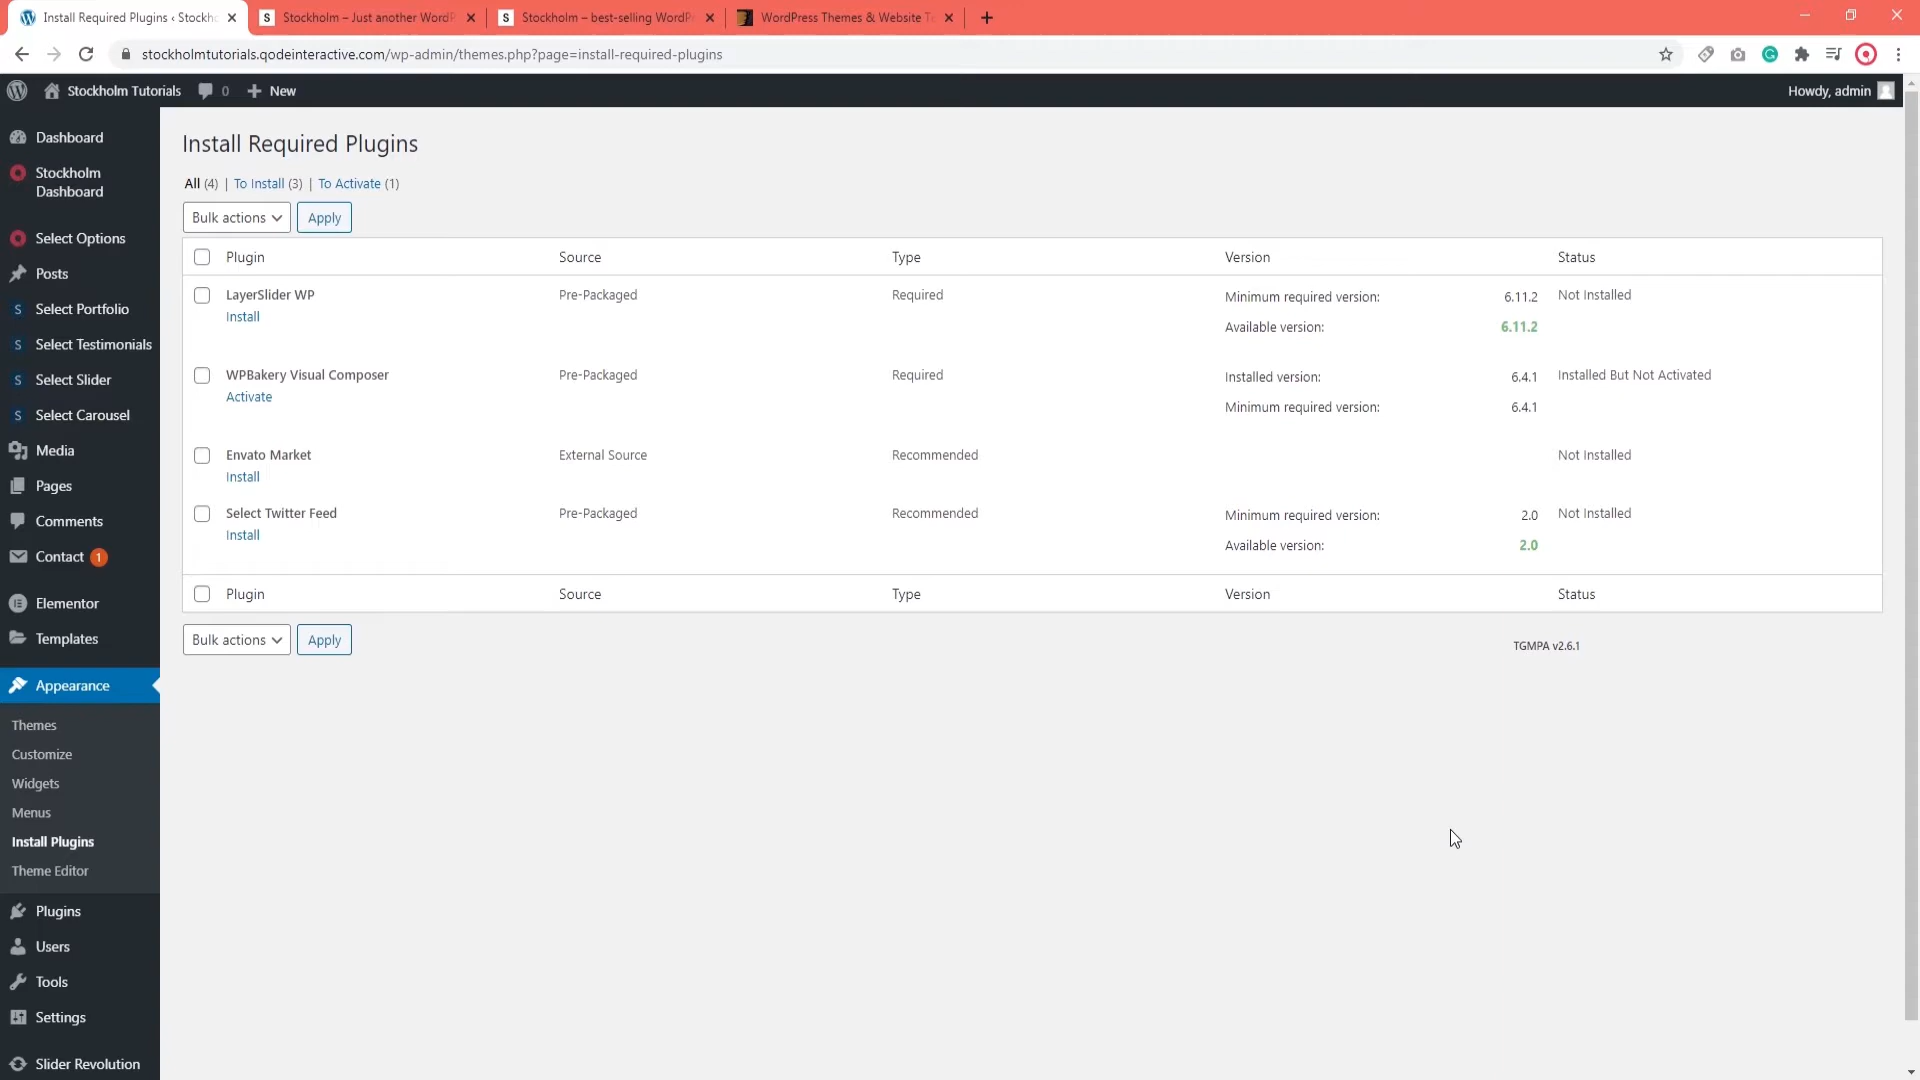 Install Required Plugins ‹ Stockh
Stockholm – Just another WordP
Stockholm – best-selling WordPr
WordPress Themes & Website Te
stockholmtutorials.qodeinteractive.com/wp-admin/themes.php?page=install-required-plugins
Stockholm Tutorials
0
New
Howdy, admin
Dashboard
Stockholm
Dashboard
Select Options
Posts
Select Portfolio
Select Testimonials
Select Slider
Select Carousel
Media
Pages
Comments
Contact 1
Elementor
Templates
Appearance
Themes
Customize
Widgets
Menus
Install Plugins
Theme Editor
Plugins
Users
Tools
Settings
Slider Revolution
Install Required Plugins
All (4) | To Install (3) | To Activate (1)
Bulk actions Apply
Plugin Source Type Version Status
LayerSlider WP Pre-Packaged Required Minimum required version: 6.11.2 Not Installed
Install Available version: 6.11.2
WPBakery Visual Composer Pre-Packaged Required Installed version: 6.4.1 Installed But Not Activated
Activate Minimum required version: 6.4.1
Envato Market External Source Recommended Not Installed
Install
Select Twitter Feed Pre-Packaged Recommended Minimum required version: 2.0 Not Installed
Install Available version: 2.0
Plugin Source Type Version Status
Bulk actions Apply
TGMPA v2.6.1